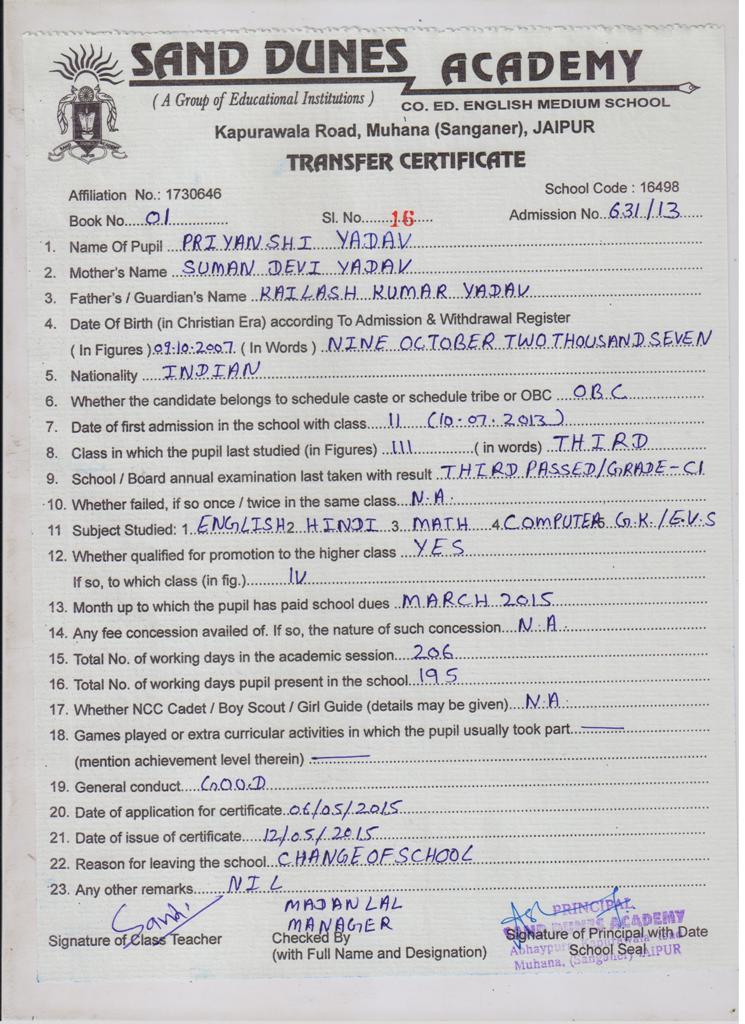 SAND DUNES ACADEMY
( A Group of Educational Institutions ) CO. ED. ENGLISH MEDIUM SCHOOL
Kapurawala Road, Muhana (Sanganer), JAIPUR
TRANSFER CERTIFICATE
Affiliation No.: 1730646 School Code : 16498
Book No. 01 Sl. No. 16 Admission No. 631/13
1. Name Of Pupil PRIYANSHI YADAV
2. Mother's Name SUMAN DEVI YADAV
3. Father's / Guardian's Name KAILASH KUMAR YADAV
4. Date Of Birth (in Christian Era) according To Admission & Withdrawal Register
( In Figures ) 09.10.2007. ( In Words ) NINE OCTOBER TWO THOUSAND SEVEN
5. Nationality INDIAN
6. Whether the candidate belongs to schedule caste or schedule tribe or OBC OBC
7. Date of first admission in the school with class II (10-07-2013)
8. Class in which the pupil last studied (in Figures) III ( in words) THIRD
9. School / Board annual examination last taken with result THIRD PASSED/GRADE-C1
10. Whether failed, if so once / twice in the same class N.A.
11 Subject Studied: 1. ENGLISH 2 HINDI 3. MATH 4. COMPUTER 5 G.K./E.V.S
12. Whether qualified for promotion to the higher class YES
If so, to which class (in fig.) IV
13. Month up to which the pupil has paid school dues MARCH 2015
14. Any fee concession availed of. If so, the nature of such concession N.A.
15. Total No. of working days in the academic session 206
16. Total No. of working days pupil present in the school 195
17. Whether NCC Cadet / Boy Scout / Girl Guide (details may be given) N.A.
18. Games played or extra curricular activities in which the pupil usually took part
(mention achievement level therein)
19. General conduct GOOD
20. Date of application for certificate 06/05/2015
21. Date of issue of certificate 12/05/2015
22. Reason for leaving the school CHANGE OF SCHOOL
23. Any other remarks NIL
MADAN LAL
MANAGER
PRINCIPAL
SAND DUNES ACADEMY
Signature of Class Teacher Checked By Signature of Principal with Date
(with Full Name and Designation) School Seal
Muhana, (Sanganer) JAIPUR